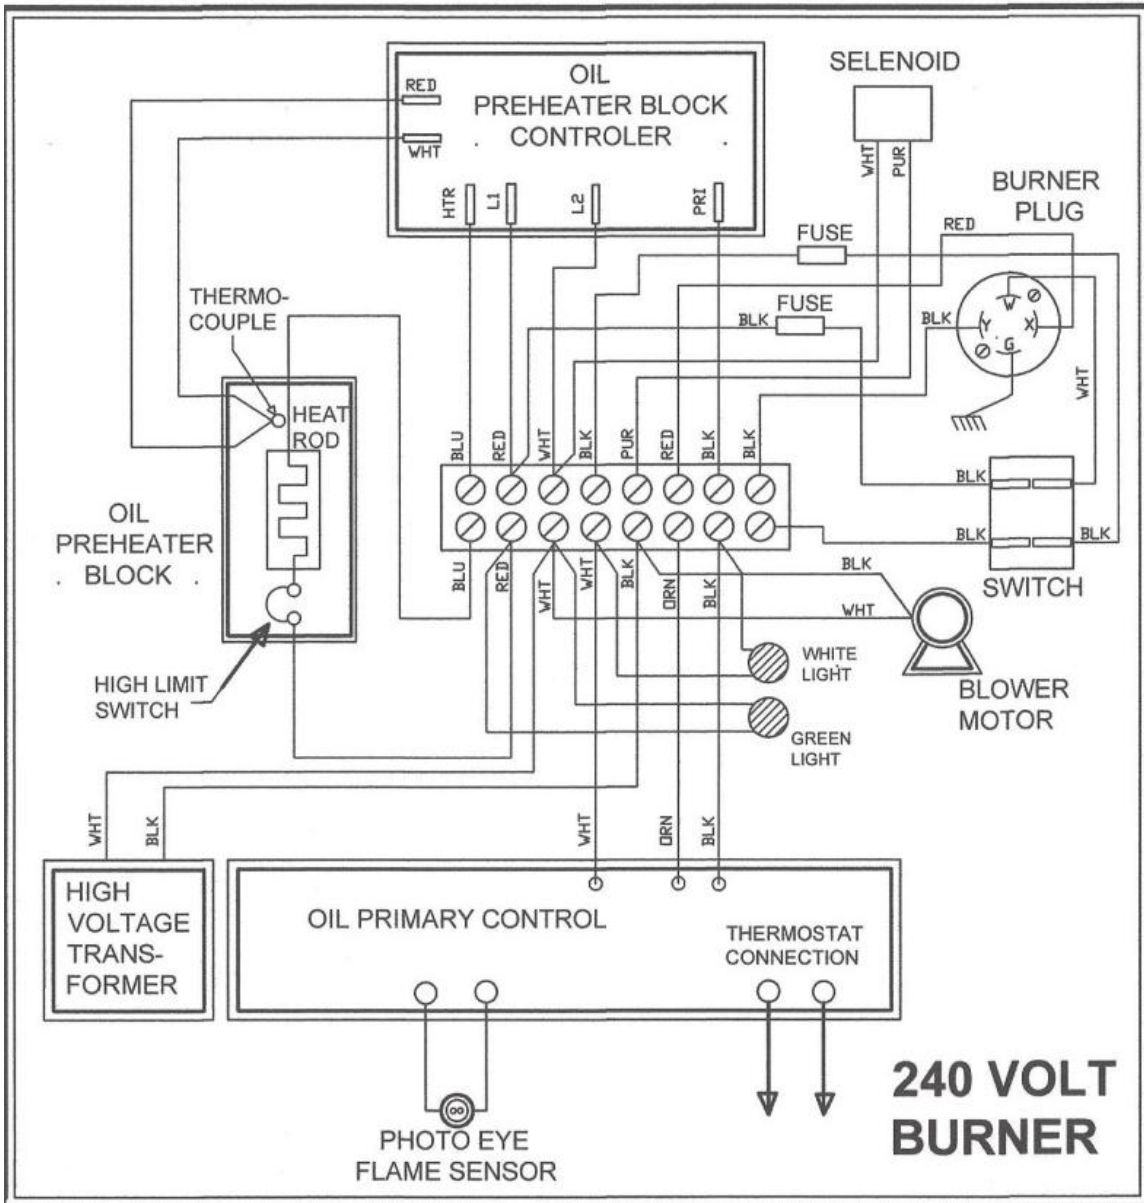 OIL
PREHEATER BLOCK
CONTROLER
RED
WHT
HTR
L1
L2
PRI
SELENOID
WHT
PUR
BURNER
PLUG
RED
FUSE
FUSE
BLK
BLK
W
Y
X
G
WHT
THERMO-
COUPLE
HEAT
ROD
OIL
PREHEATER
BLOCK
HIGH LIMIT
SWITCH
BLU
RED
WHT
BLK
PUR
RED
BLK
BLK
BLK
BLK
BLK
SWITCH
BLU
RED
WHT
WHT
BLK
ORN
BLK
BLK
WHT
WHITE
LIGHT
GREEN
LIGHT
BLOWER
MOTOR
WHT
BLK
WHT
ORN
BLK
HIGH
VOLTAGE
TRANS-
FORMER
OIL PRIMARY CONTROL
THERMOSTAT
CONNECTION
PHOTO EYE
FLAME SENSOR
240 VOLT
BURNER